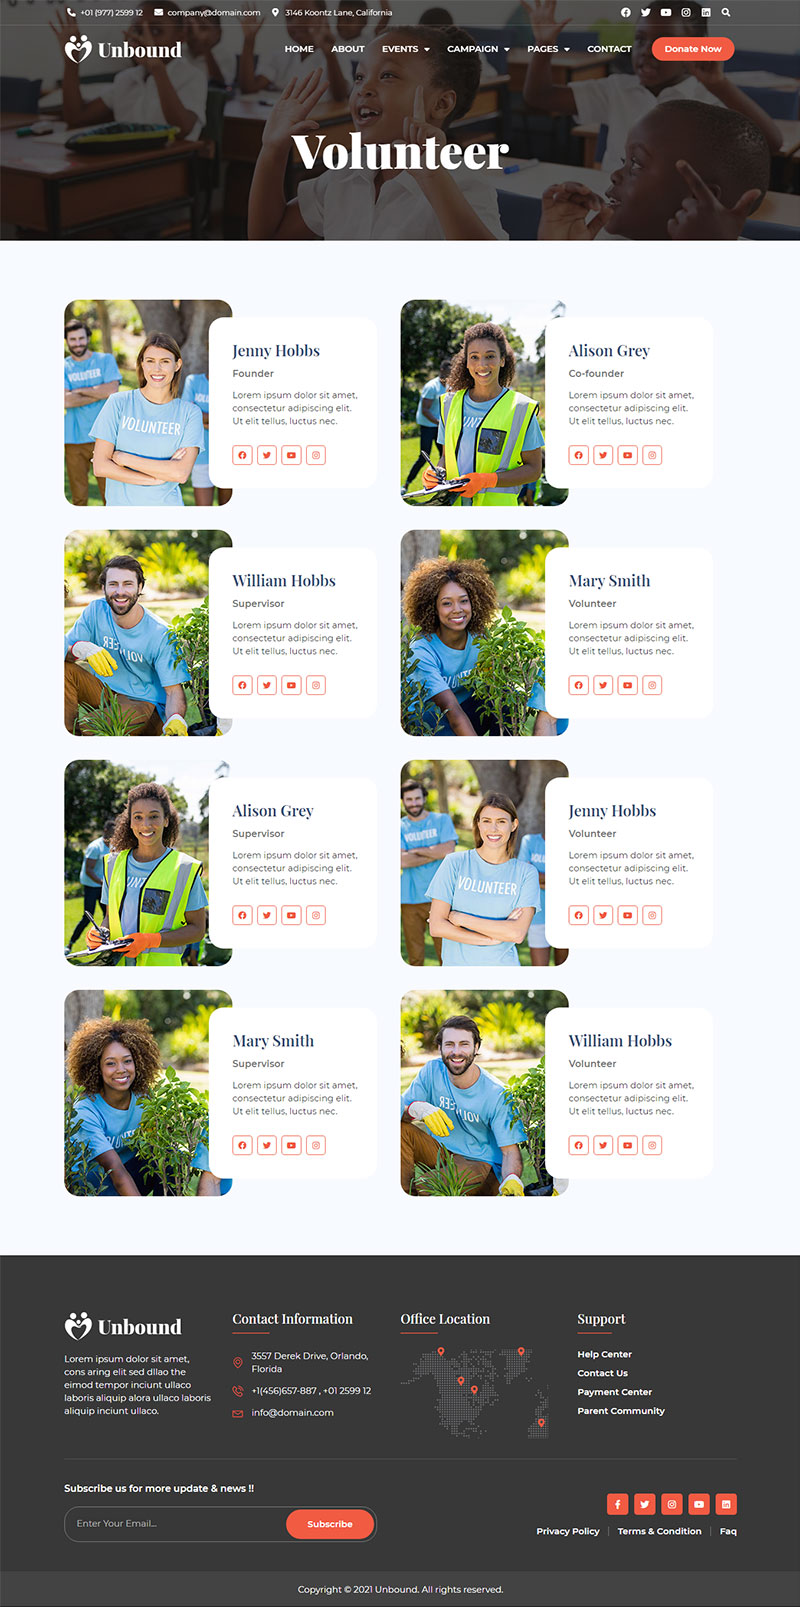 +01 (977) 2599 12 company@domain.com 3146 Koontz Lane, California
Unbound HOME ABOUT EVENTS CAMPAIGN PAGES CONTACT Donate Now
Volunteer
Jenny Hobbs
Founder
Lorem ipsum dolor sit amet,
consectetur adipiscing elit.
Ut elit tellus, luctus nec.
VOLUNTEER
VOLUNTEER
Alison Grey
Co-founder
Lorem ipsum dolor sit amet,
consectetur adipiscing elit.
Ut elit tellus, luctus nec.
William Hobbs
Supervisor
Lorem ipsum dolor sit amet,
consectetur adipiscing elit.
Ut elit tellus, luctus nec.
Mary Smith
Volunteer
Lorem ipsum dolor sit amet,
consectetur adipiscing elit.
Ut elit tellus, luctus nec.
Alison Grey
Supervisor
Lorem ipsum dolor sit amet,
consectetur adipiscing elit.
Ut elit tellus, luctus nec.
Jenny Hobbs
Volunteer
Lorem ipsum dolor sit amet,
consectetur adipiscing elit.
Ut elit tellus, luctus nec.
VOLUNTEER
VOLUNTEER
Mary Smith
Supervisor
Lorem ipsum dolor sit amet,
consectetur adipiscing elit.
Ut elit tellus, luctus nec.
William Hobbs
Volunteer
Lorem ipsum dolor sit amet,
consectetur adipiscing elit.
Ut elit tellus, luctus nec.
Unbound
Lorem ipsum dolor sit amet,
cons aring elit sed dllao the
eimod tempor inciunt ullaco
laboris aliquip alora ullaco laboris
aliquip inciunt ullaco.
Contact Information
3557 Derek Drive, Orlando,
Florida
+1(456)657-887 , +01 2599 12
info@domain.com
Office Location
Support
Help Center
Contact Us
Payment Center
Parent Community
Subscribe us for more update & news !!
Enter Your Email... Subscribe
Privacy Policy | Terms & Condition | Faq
Copyright © 2021 Unbound. All rights reserved.